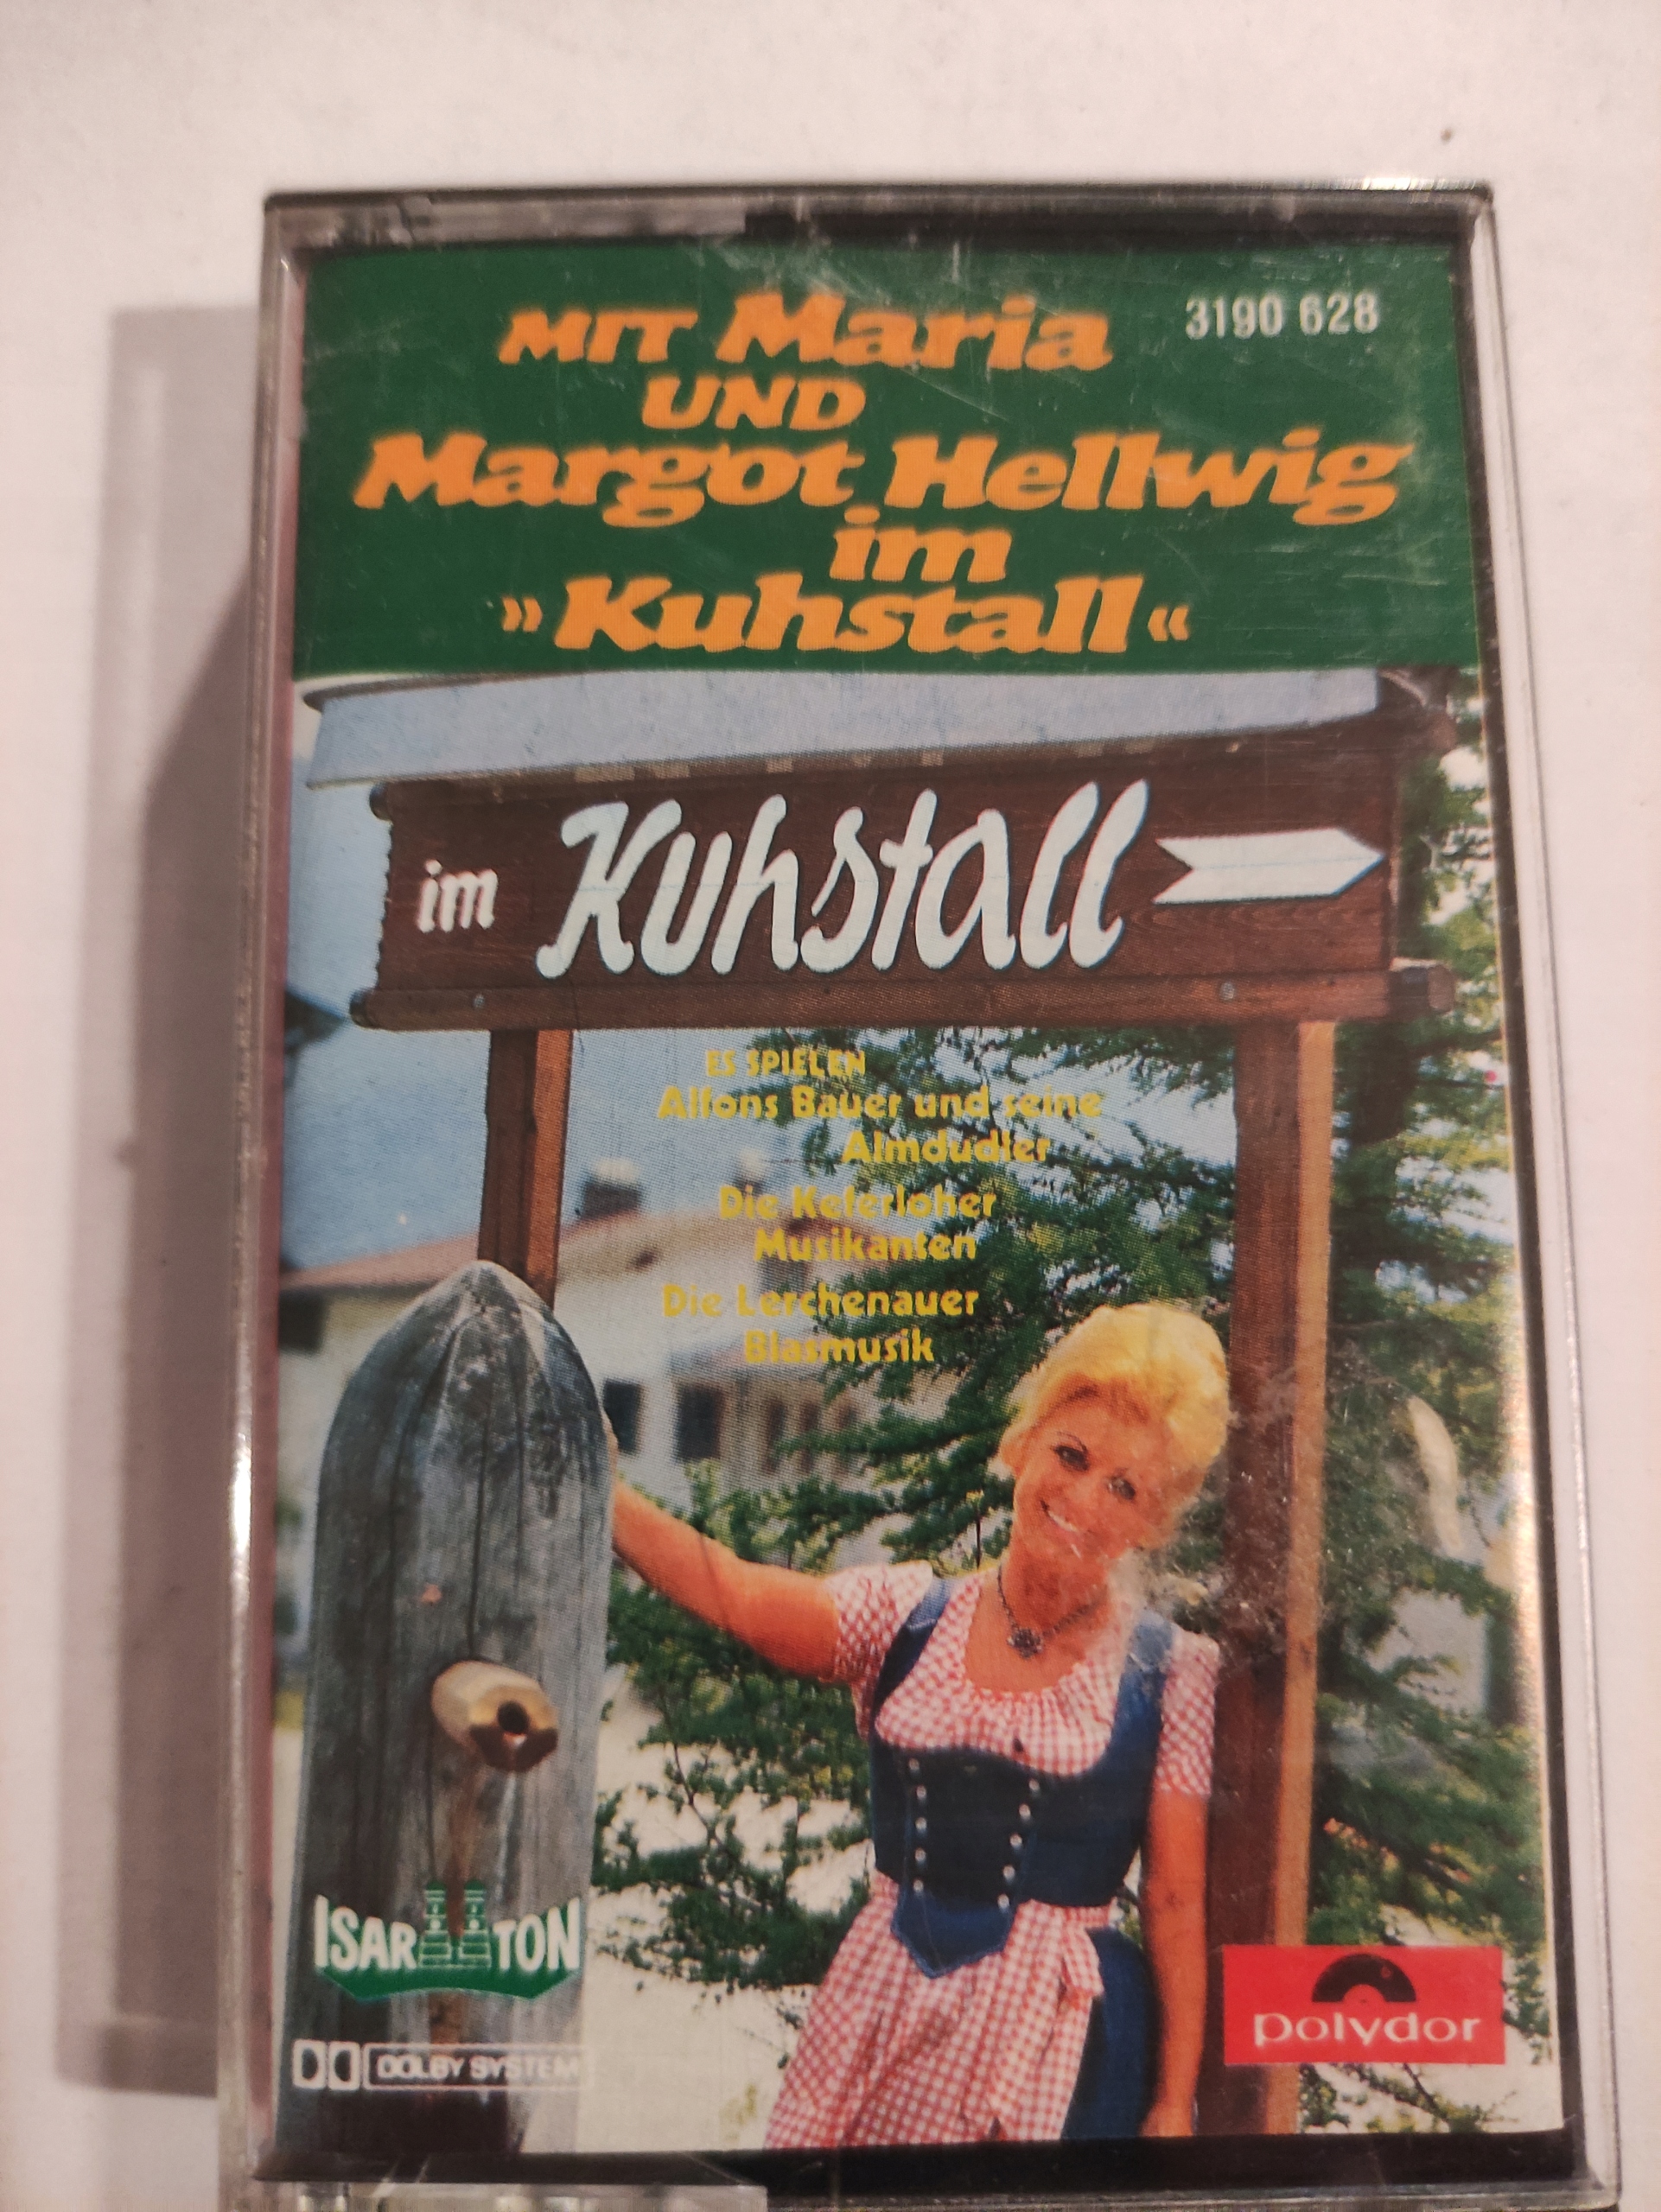 MIT Maria
3190 628
UND
Margot Hellwig
im
»Kuhstall«
im Kuhstall
ES SPIELEN
Alfons Bauer und seine
Almdudler
Die Keferloher
Musikanten
Die Lerchenauer
Blasmusik
ISAR TON
DOLBY SYSTEM
polydor